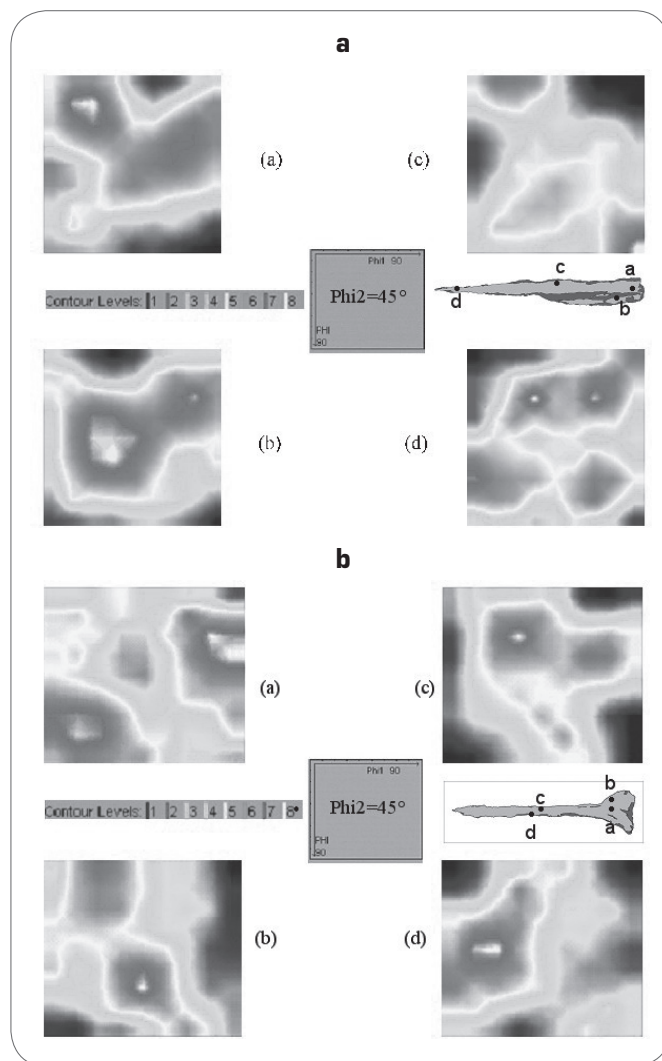 a
(a)
(c)
Contour Levels: 1 2 3 4 5 6 7 8
Phi1 90
Phi2=45°
PHI
90
c
a
d
b
(b)
(d)
b
(a)
(c)
Contour Levels: 1 2 3 4 5 6 7 8•
Phi1 90
Phi2=45°
PHI
90
b
c
d
a
(b)
(d)